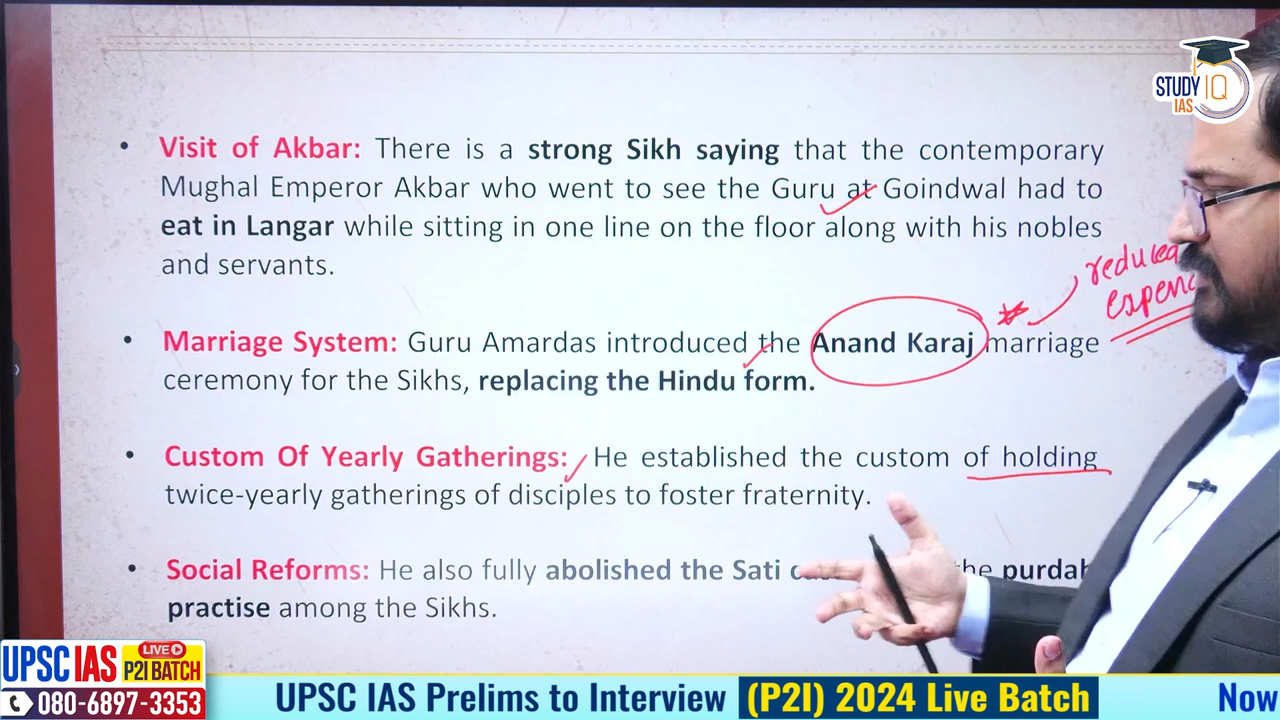 STUDY IQ
IAS
• Visit of Akbar: There is a strong Sikh saying that the contemporary
Mughal Emperor Akbar who went to see the Guru at Goindwal had to
eat in Langar while sitting in one line on the floor along with his nobles
and servants.
reduced
• Marriage System: Guru Amardas introduced the Anand Karaj marriage
ceremony for the Sikhs, replacing the Hindu form.
• Custom Of Yearly Gatherings: He established the custom of holding
twice-yearly gatherings of disciples to foster fraternity.
• Social Reforms: He also fully abolished the Sati the purdah
practise among the Sikhs.
UPSC IAS LIVE P2I BATCH
080-6897-3353
UPSC IAS Prelims to Interview (P2I) 2024 Live Batch Now